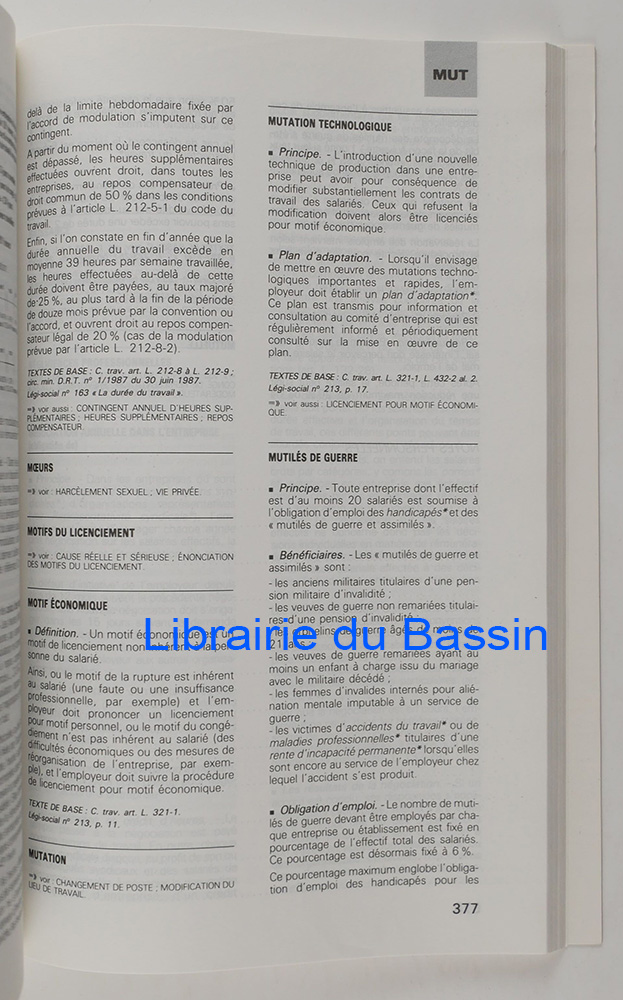 MUT
delà de la limite hebdomadaire fixée par
l'accord de modulation s'imputent sur ce
contingent.
A partir du moment où le contingent annuel
est dépassé, les heures supplémentaires
effectuées ouvrent droit, dans toutes les
entreprises, au repos compensateur de
droit commun de 50 % dans les conditions
prévues à l'article L. 212-5-1 du code du
travail.
Enfin, si l'on constate en fin d'année que la
durée annuelle du travail excède en
moyenne 39 heures par semaine travaillée,
les heures effectuées au-delà de cette
durée doivent être payées, au taux majoré
de 25 %, au plus tard à la fin de la période
de douze mois prévue par la convention ou
l'accord, et ouvrent droit au repos compen-
sateur légal de 20 % (cas de la modulation
prévue par l'article L. 212-8-2).
TEXTES DE BASE : C. trav. art. L. 212-8 à L. 212-9 ;
circ. min. D.R.T. nº 1/1987 du 30 juin 1987.
Légi-social nº 163 « La durée du travail ».
voir aussi : CONTINGENT ANNUEL D'HEURES SUP-
PLÉMENTAIRES ; HEURES SUPPLÉMENTAIRES ; REPOS
COMPENSATEUR.
MŒURS
voir : HARCÈLEMENT SEXUEL ; VIE PRIVÉE.
MOTIFS DU LICENCIEMENT
voir : CAUSE RÉELLE ET SÉRIEUSE ; ÉNONCIATION
DES MOTIFS DU LICENCIEMENT.
MOTIF ÉCONOMIQUE
■ Définition. - Un motif économique est un
motif de licenciement non inhérent à la per-
sonne du salarié.
Ainsi, ou le motif de la rupture est inhérent
au salarié (une faute ou une insuffisance
professionnelle, par exemple) et l'em-
ployeur doit prononcer un licenciement
pour motif personnel, ou le motif du congé-
diement n'est pas inhérent au salarié (des
difficultés économiques ou des mesures de
réorganisation de l'entreprise, par exem-
ple), et l'employeur doit suivre la procédure
de licenciement pour motif économique.
TEXTE DE BASE : C. trav. art. L. 321-1.
Légi-social nº 213, p. 11.
MUTATION
voir : CHANGEMENT DE POSTE ; MODIFICATION DU
LIEU DE TRAVAIL.
MUTATION TECHNOLOGIQUE
■ Principe. - L'introduction d'une nouvelle
technique de production dans une entre-
prise peut avoir pour conséquence de
modifier substantiellement les contrats de
travail des salariés. Ceux qui refusent la
modification doivent alors être licenciés
pour motif économique.
■ Plan d'adaptation. - Lorsqu'il envisage
de mettre en œuvre des mutations techno-
logiques importantes et rapides, l'em-
ployeur doit établir un plan d'adaptation*.
Ce plan est transmis pour information et
consultation au comité d'entreprise qui est
régulièrement informé et périodiquement
consulté sur la mise en œuvre de ce
plan.
TEXTES DE BASE : C. trav. art. L. 321-1, L. 432-2 al. 2.
Légi-social nº 213, p. 17.
voir aussi : LICENCIEMENT POUR MOTIF ÉCONOMI-
QUE.
MUTILÉS DE GUERRE
■ Principe. - Toute entreprise dont l'effectif
est d'au moins 20 salariés est soumise à
l'obligation d'emploi des handicapés* et des
« mutilés de guerre et assimilés ».
■ Bénéficiaires. - Les « mutilés de guerre et
assimilés » sont :
- les anciens militaires titulaires d'une pen-
sion militaire d'invalidité ;
- les veuves de guerre non remariées titulai-
res d'une pension d'invalidité ;
- les orphelins de guerre âgés de moins de
21 ans ;
- les veuves de guerre remariées ayant au
moins un enfant à charge issu du mariage
avec le militaire décédé ;
- les femmes d'invalides internés pour alié-
nation mentale imputable à un service de
guerre ;
- les victimes d'accidents du travail* ou de
maladies professionnelles* titulaires d'une
rente d'incapacité permanente* lorsqu'elles
sont encore au service de l'employeur chez
lequel l'accident s'est produit.
■ Obligation d'emploi. - Le nombre de muti-
lés de guerre devant être employés par cha-
que entreprise ou établissement est fixé en
pourcentage de l'effectif total des salariés.
Ce pourcentage est désormais fixé à 6 %.
Ce pourcentage maximum englobe l'obliga-
tion d'emploi des handicapés pour les
377
Librairie du Bassin